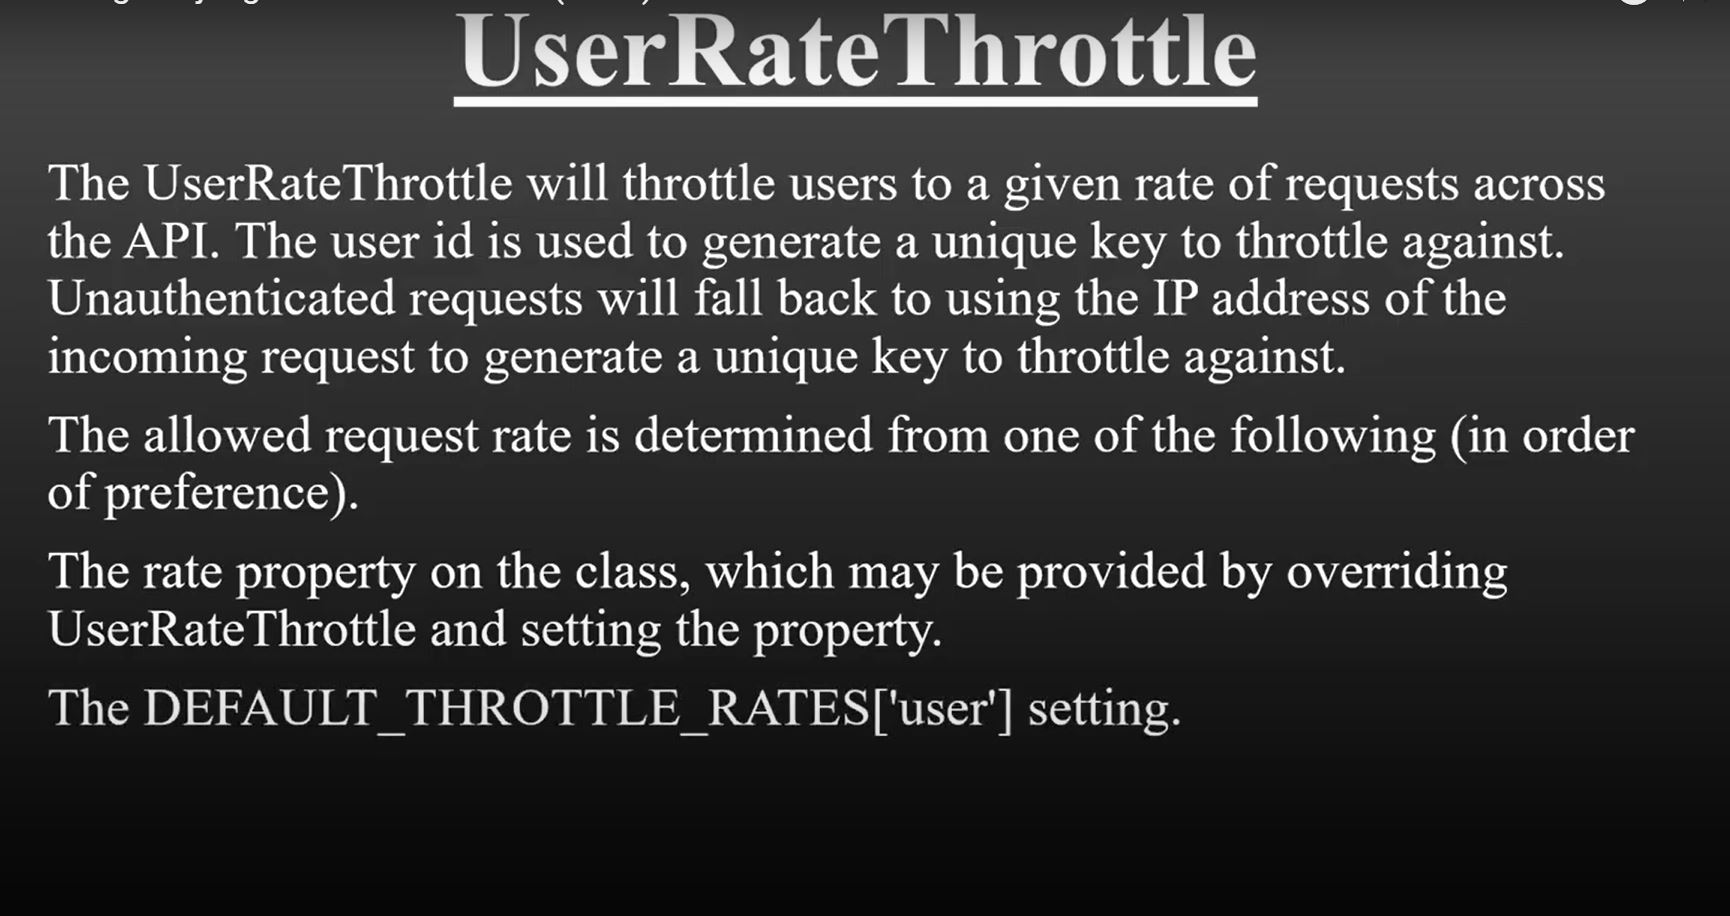 UserRateThrottle
The UserRateThrottle will throttle users to a given rate of requests across
the API. The user id is used to generate a unique key to throttle against.
Unauthenticated requests will fall back to using the IP address of the
incoming request to generate a unique key to throttle against.
The allowed request rate is determined from one of the following (in order
of preference).
The rate property on the class, which may be provided by overriding
UserRateThrottle and setting the property.
The DEFAULT_THROTTLE_RATES['user'] setting.